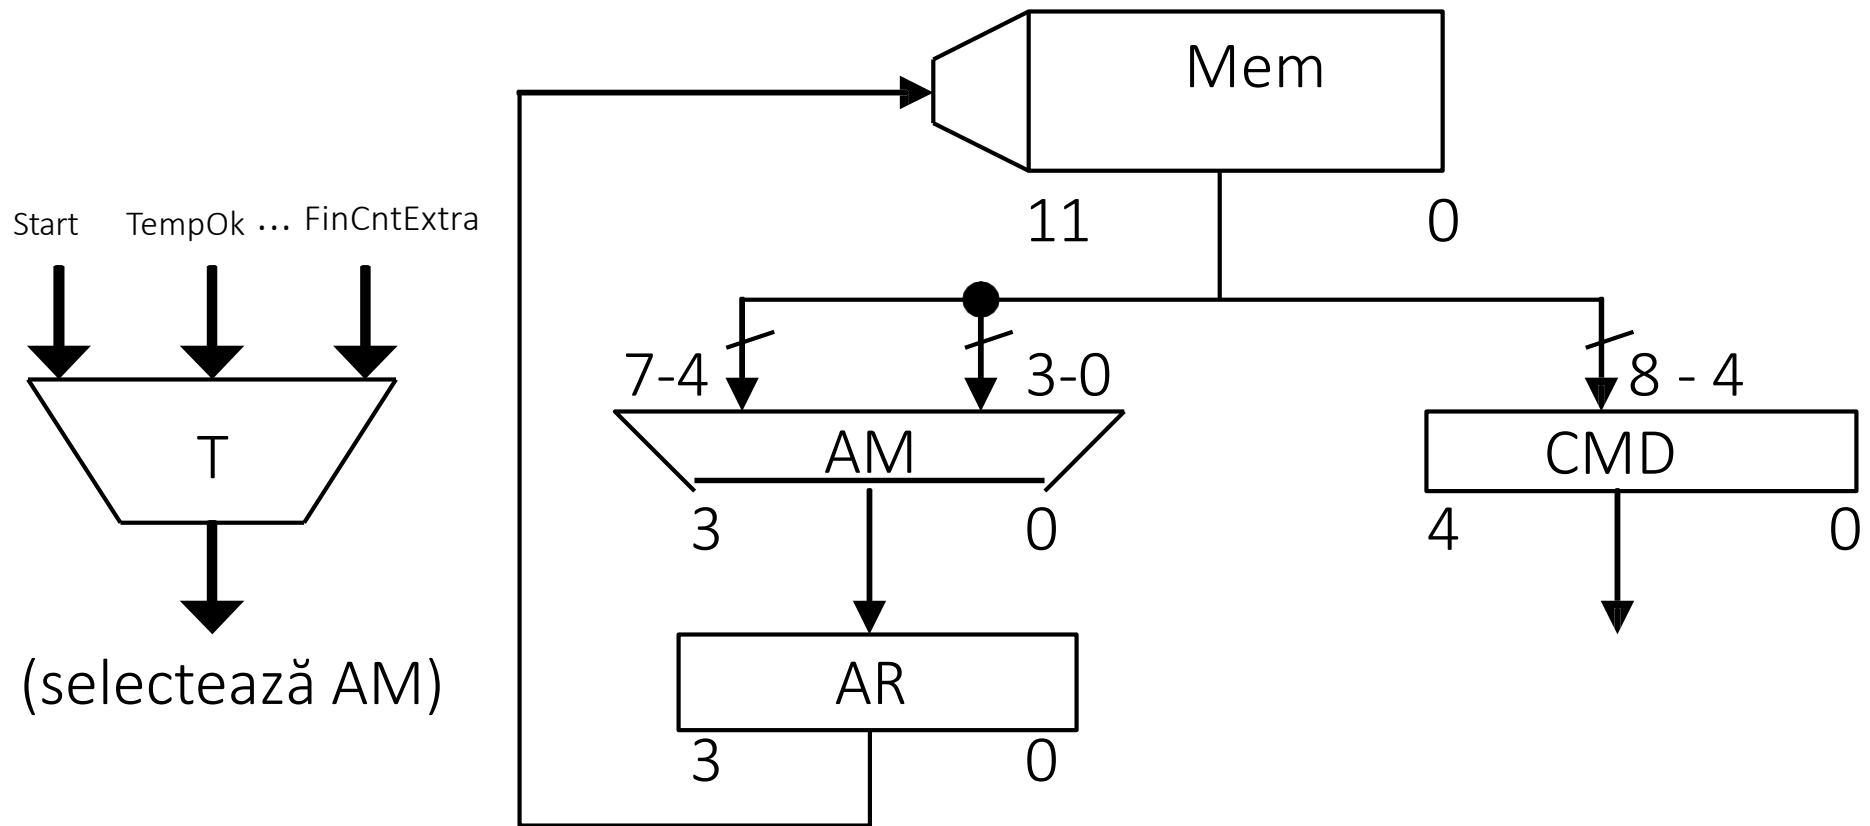 Mem
11 0
Start TempOk ... FinCntExtra
7-4 3-0 8 - 4
T AM CMD
3 0 4 0
(selectează AM) AR
3 0